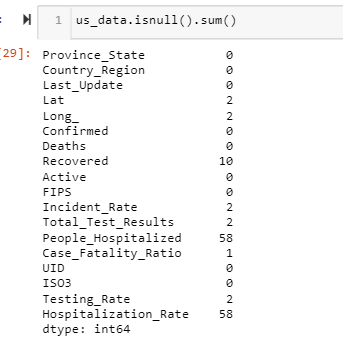 1 us_data.isnull().sum()
[29]:
Province_State 0
Country_Region 0
Last_Update 0
Lat 2
Long_ 2
Confirmed 0
Deaths 0
Recovered 10
Active 0
FIPS 0
Incident_Rate 2
Total_Test_Results 2
People_Hospitalized 58
Case_Fatality_Ratio 1
UID 0
ISO3 0
Testing_Rate 2
Hospitalization_Rate 58
dtype: int64